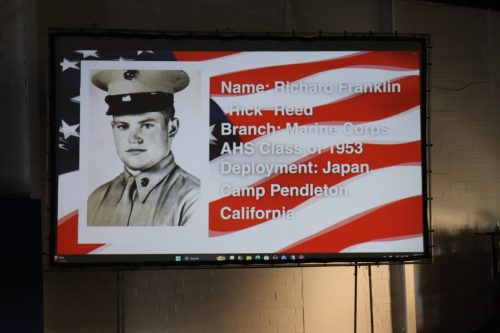 Name: Richard Franklin
"Rick" Reed
Branch: Marine Corps
AHS Class of 1953
Deployment: Japan,
Camp Pendleton,
California